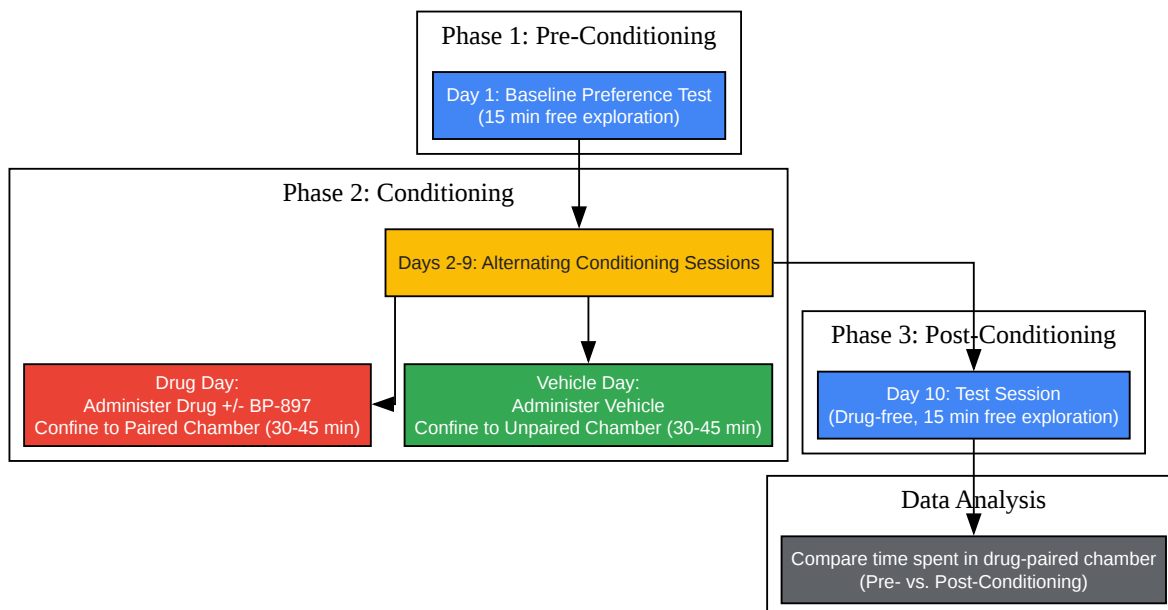 Phase 1: Pre-Conditioning
Day 1: Baseline Preference Test
(15 min free exploration)
Phase 2: Conditioning
Days 2-9: Alternating Conditioning Sessions
Drug Day:
Administer Drug +/- BP-897
Confine to Paired Chamber (30-45 min)
Vehicle Day:
Administer Vehicle
Confine to Unpaired Chamber (30-45 min)
Phase 3: Post-Conditioning
Day 10: Test Session
(Drug-free, 15 min free exploration)
Data Analysis
Compare time spent in drug-paired chamber
(Pre- vs. Post-Conditioning)